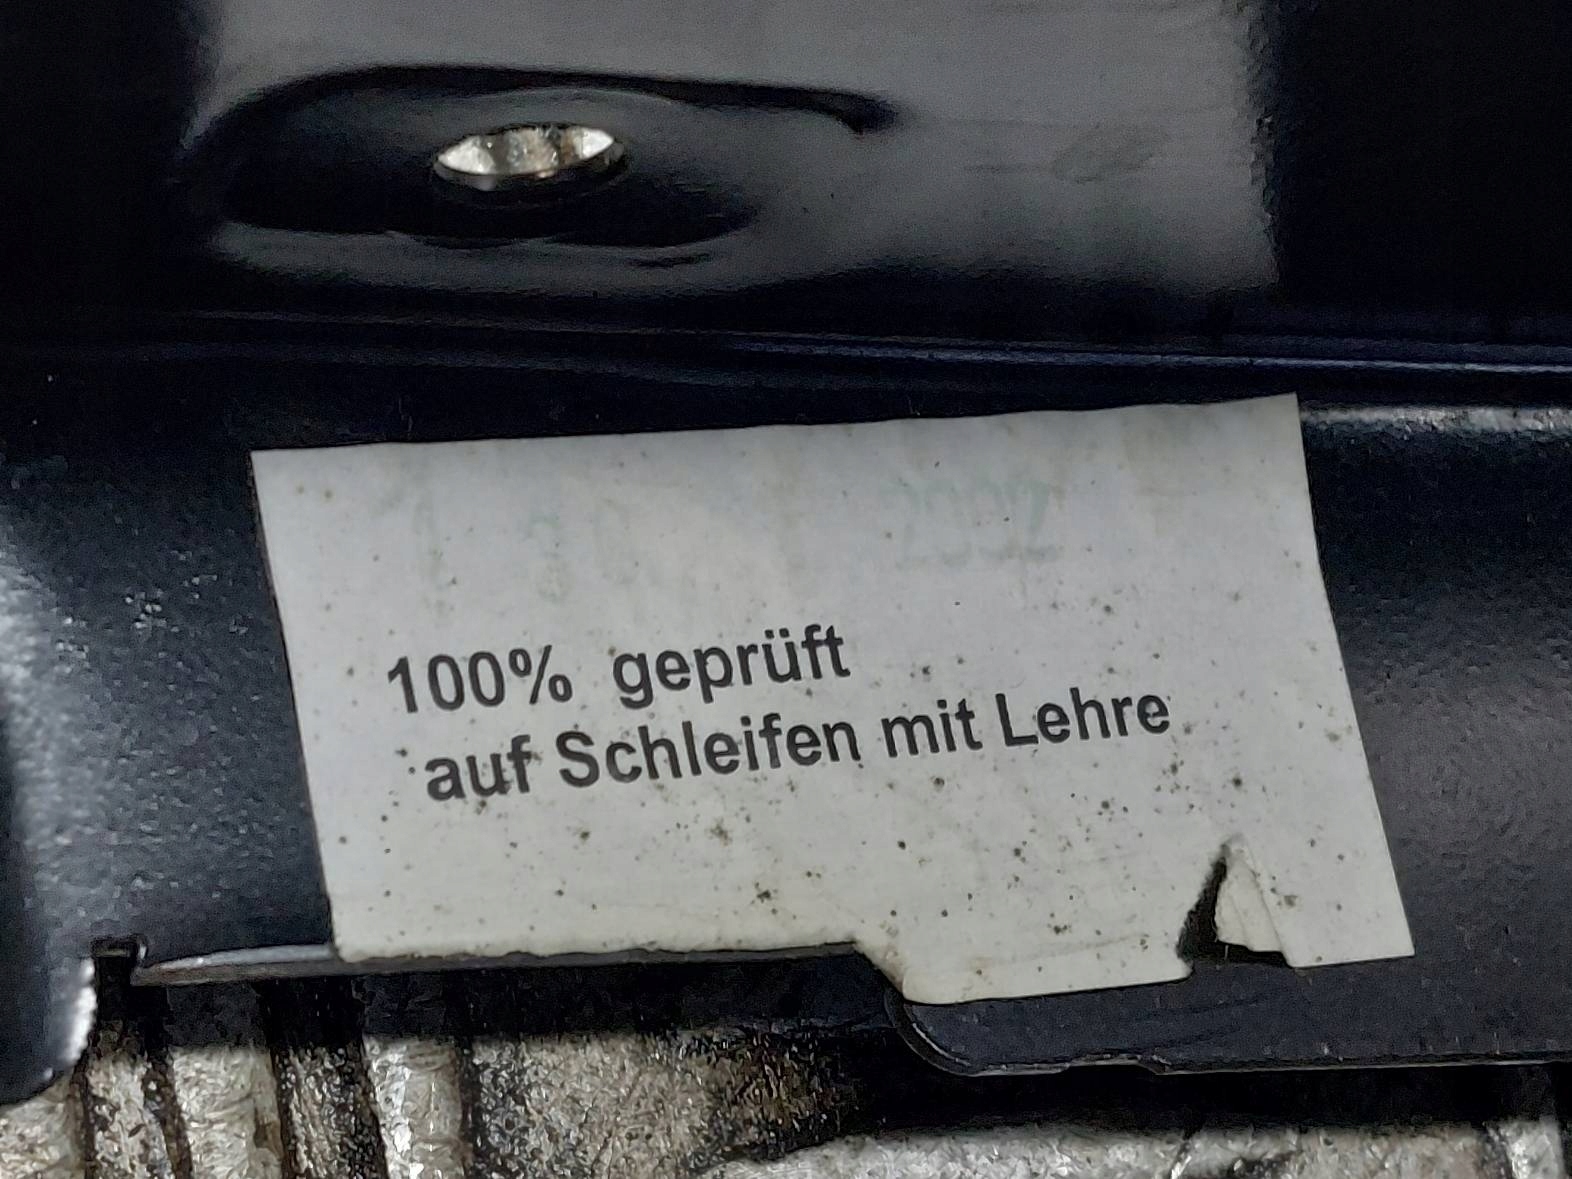 100% geprüft
auf Schleifen mit Lehre